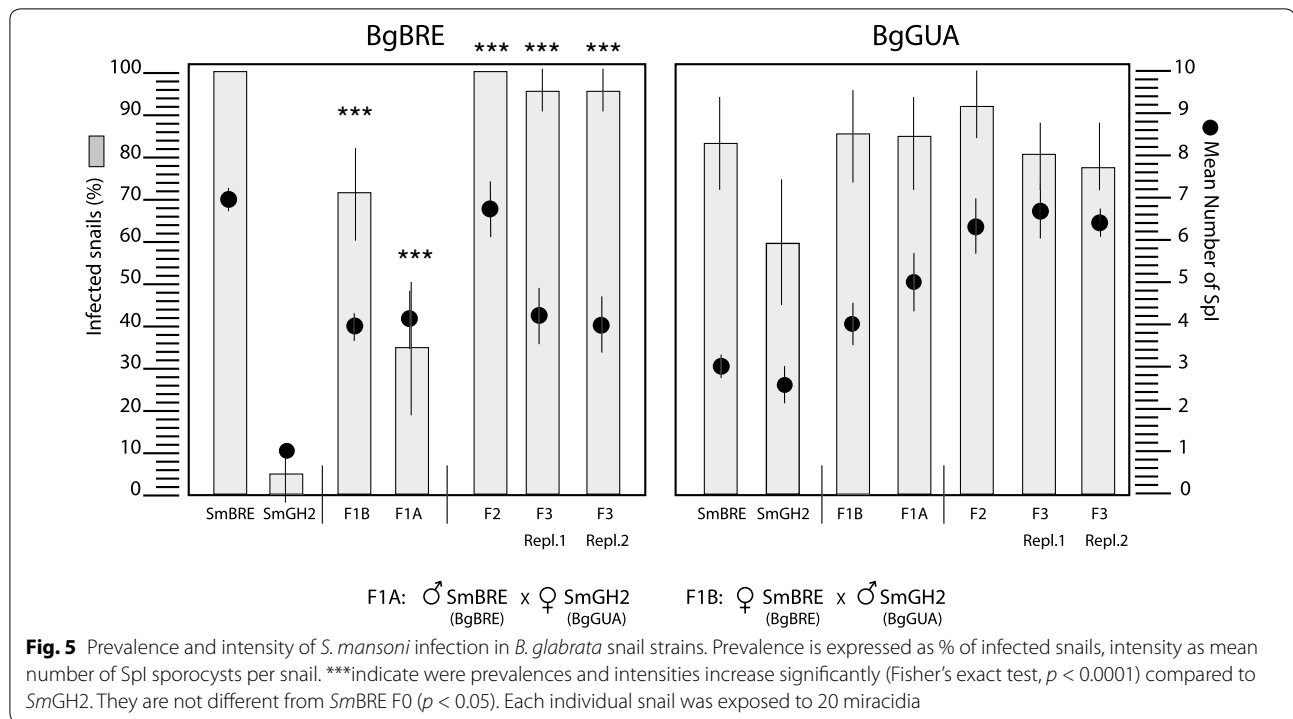 BgBRE
BgGUA
*** *** ***
***
***
Infected snails (%)
100
90
80
70
60
50
40
30
20
10
0
10
9
8
7
6
5
4
3
2
1
0
Mean Number of SpI
SmBRE SmGH2 F1B F1A F2 F3 F3
Repl.1 Repl.2
SmBRE SmGH2 F1B F1A F2 F3 F3
Repl.1 Repl.2
F1A: ♂ SmBRE x ♀ SmGH2 F1B: ♀ SmBRE x ♂ SmGH2
(BgBRE) (BgGUA) (BgBRE) (BgGUA)
Fig. 5 Prevalence and intensity of S. mansoni infection in B. glabrata snail strains. Prevalence is expressed as % of infected snails, intensity as mean
number of SpI sporocysts per snail. ***indicate were prevalences and intensities increase significantly (Fisher's exact test, p < 0.0001) compared to
SmGH2. They are not different from SmBRE F0 (p < 0.05). Each individual snail was exposed to 20 miracidia